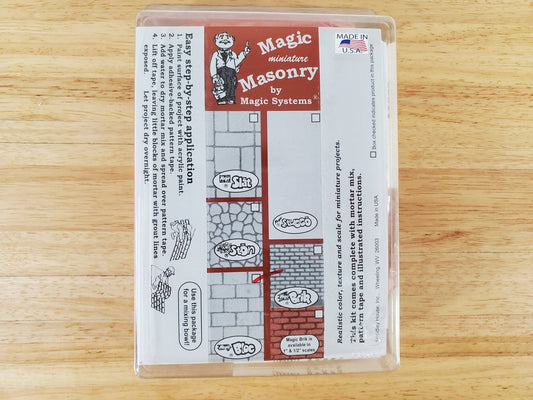 MADE IN
U.S.A.
Magic
miniature
Masonry
by
Magic Systems
Easy step-by-step application
1. Paint surface of project with acrylic paint.
2. Apply adhesive-backed pattern tape.
3. Add water to dry mortar mix and spread over pattern tape.
4. Lift off tape, leaving little blocks of mortar with grout lines
exposed.
Let project dry overnight.
Use this
package
for a mixing bowl!
Slit
Stucco
Brik
Bloc
Magic Brik is
available in
1" & 1/2" scales
Realistic color, texture and scale for miniature projects.
This kit comes complete with mortar mix,
pattern tape and illustrated instructions.
Box checked indicates product in this package
Inc. Wheeling, WV 26003 Made in USA